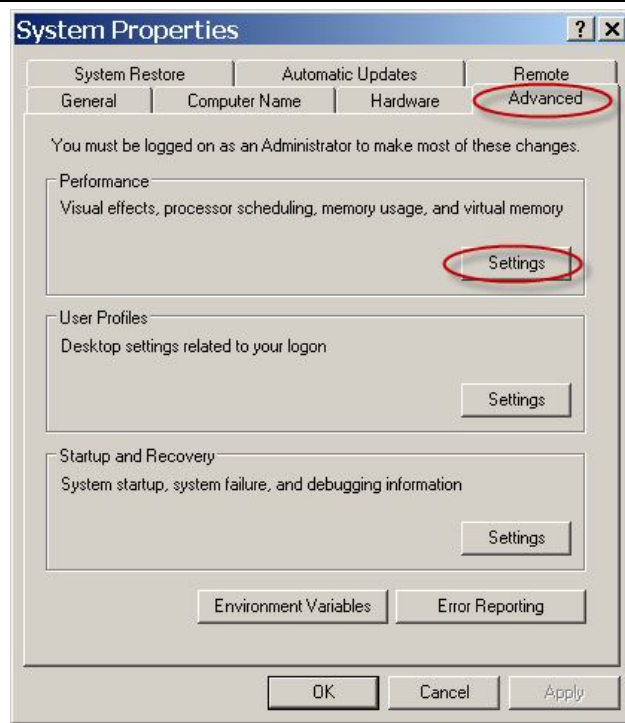 System Properties
System Restore Automatic Updates Remote
General Computer Name Hardware Advanced
You must be logged on as an Administrator to make most of these changes.
Performance
Visual effects, processor scheduling, memory usage, and virtual memory
Settings
User Profiles
Desktop settings related to your logon
Settings
Startup and Recovery
System startup, system failure, and debugging information
Settings
Environment Variables Error Reporting
OK Cancel Apply